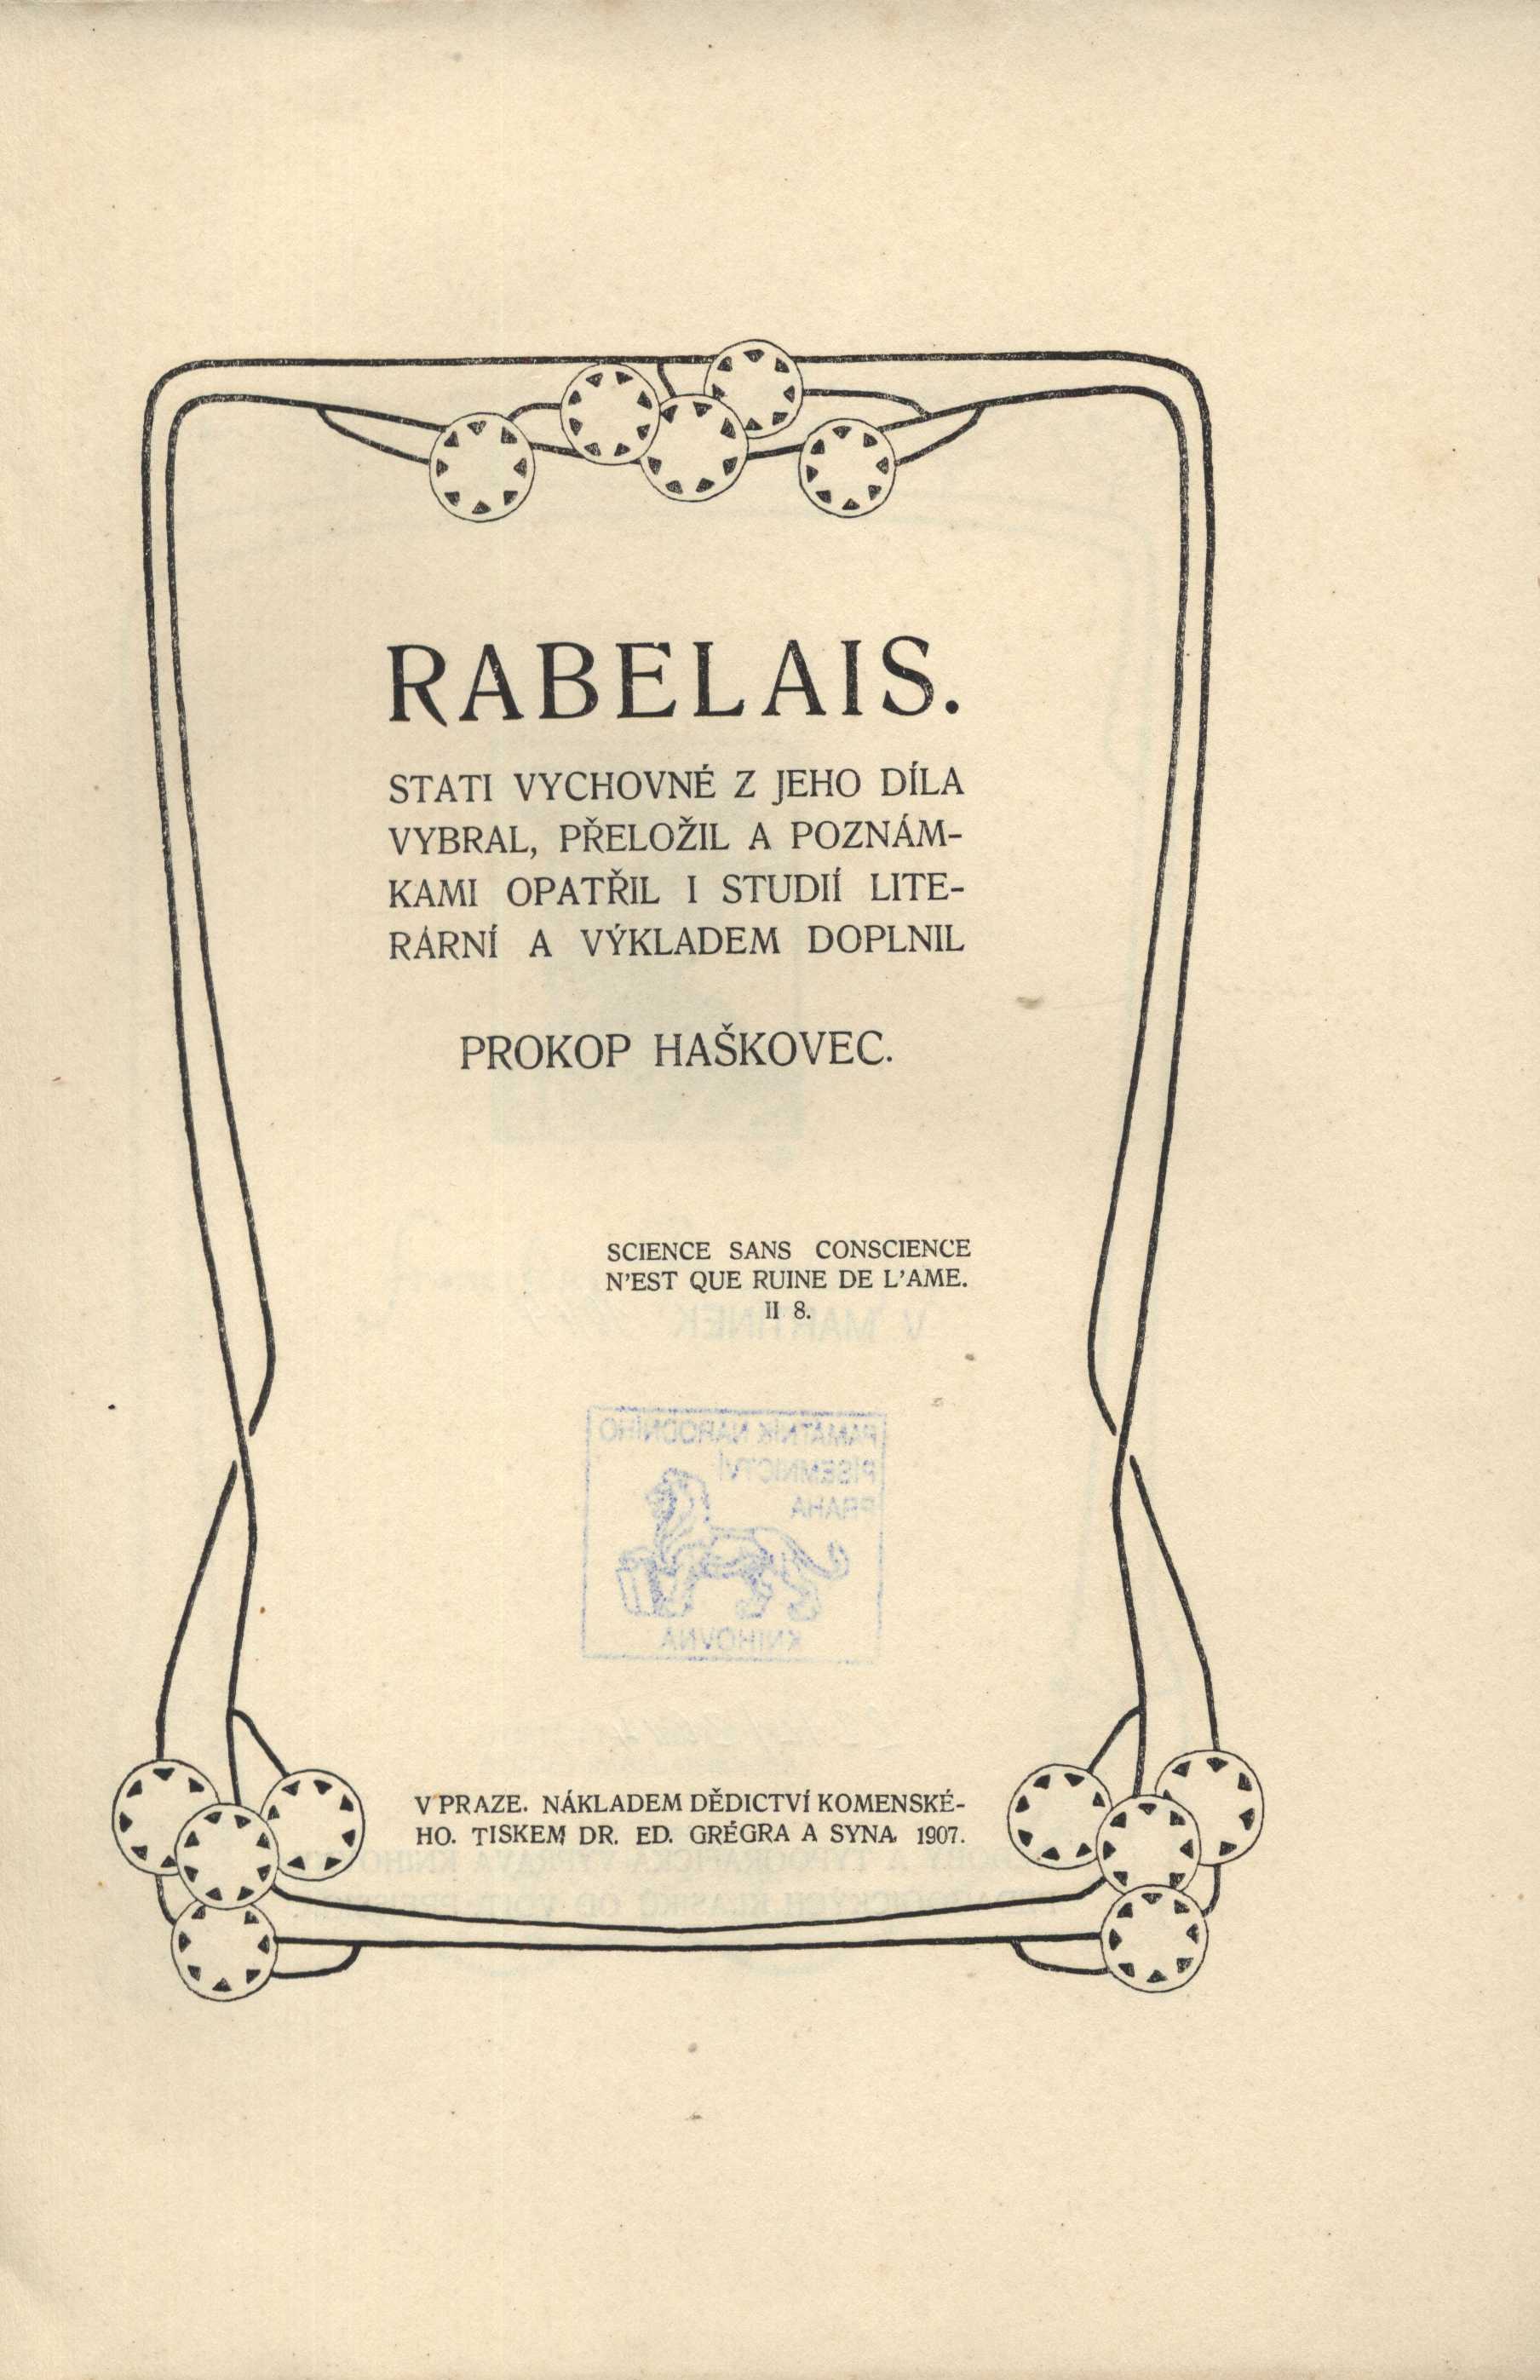 RABELAIS.
STATI VYCHOVNÉ Z JEHO DÍLA
VYBRAL, PŘELOŽIL A POZNÁM-
KAMI OPATŘIL I STUDIÍ LITE-
RÁRNÍ A VÝKLADEM DOPLNIL
PROKOP HAŠKOVEC.
SCIENCE SANS CONSCIENCE
N'EST QUE RUINE DE L'AME.
II 8.
PAMÁTNÍK NÁRODNÍHO
PÍSEMNICTVÍ
PRAHA
KNIHOVNA
V PRAZE. NÁKLADEM DĚDICTVÍ KOMENSKÉ-
HO. TISKEM DR. ED. GRÉGRA A SYNA 1907.